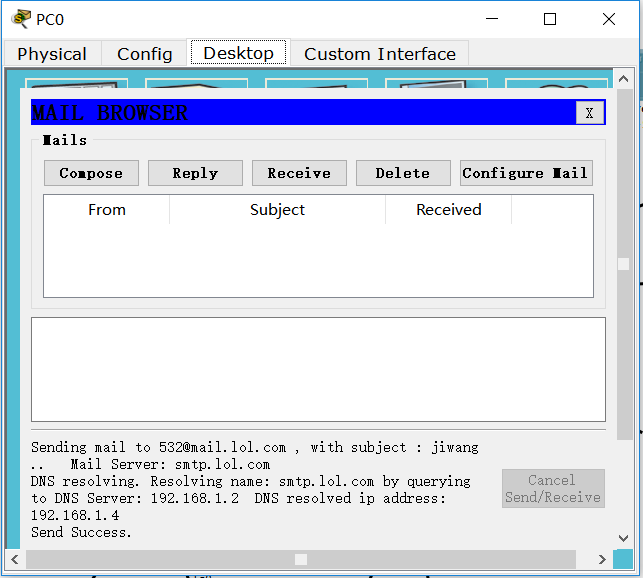 PC0
Physical Config Desktop Custom Interface
MAIL BROWSER X
Mails
Compose Reply Receive Delete Configure Mail
From Subject Received
Sending mail to 532@mail.lol.com , with subject : jiwang
.. Mail Server: smtp.lol.com
DNS resolving. Resolving name: smtp.lol.com by querying
to DNS Server: 192.168.1.2 DNS resolved ip address:
192.168.1.4
Send Success.
Cancel
Send/Receive